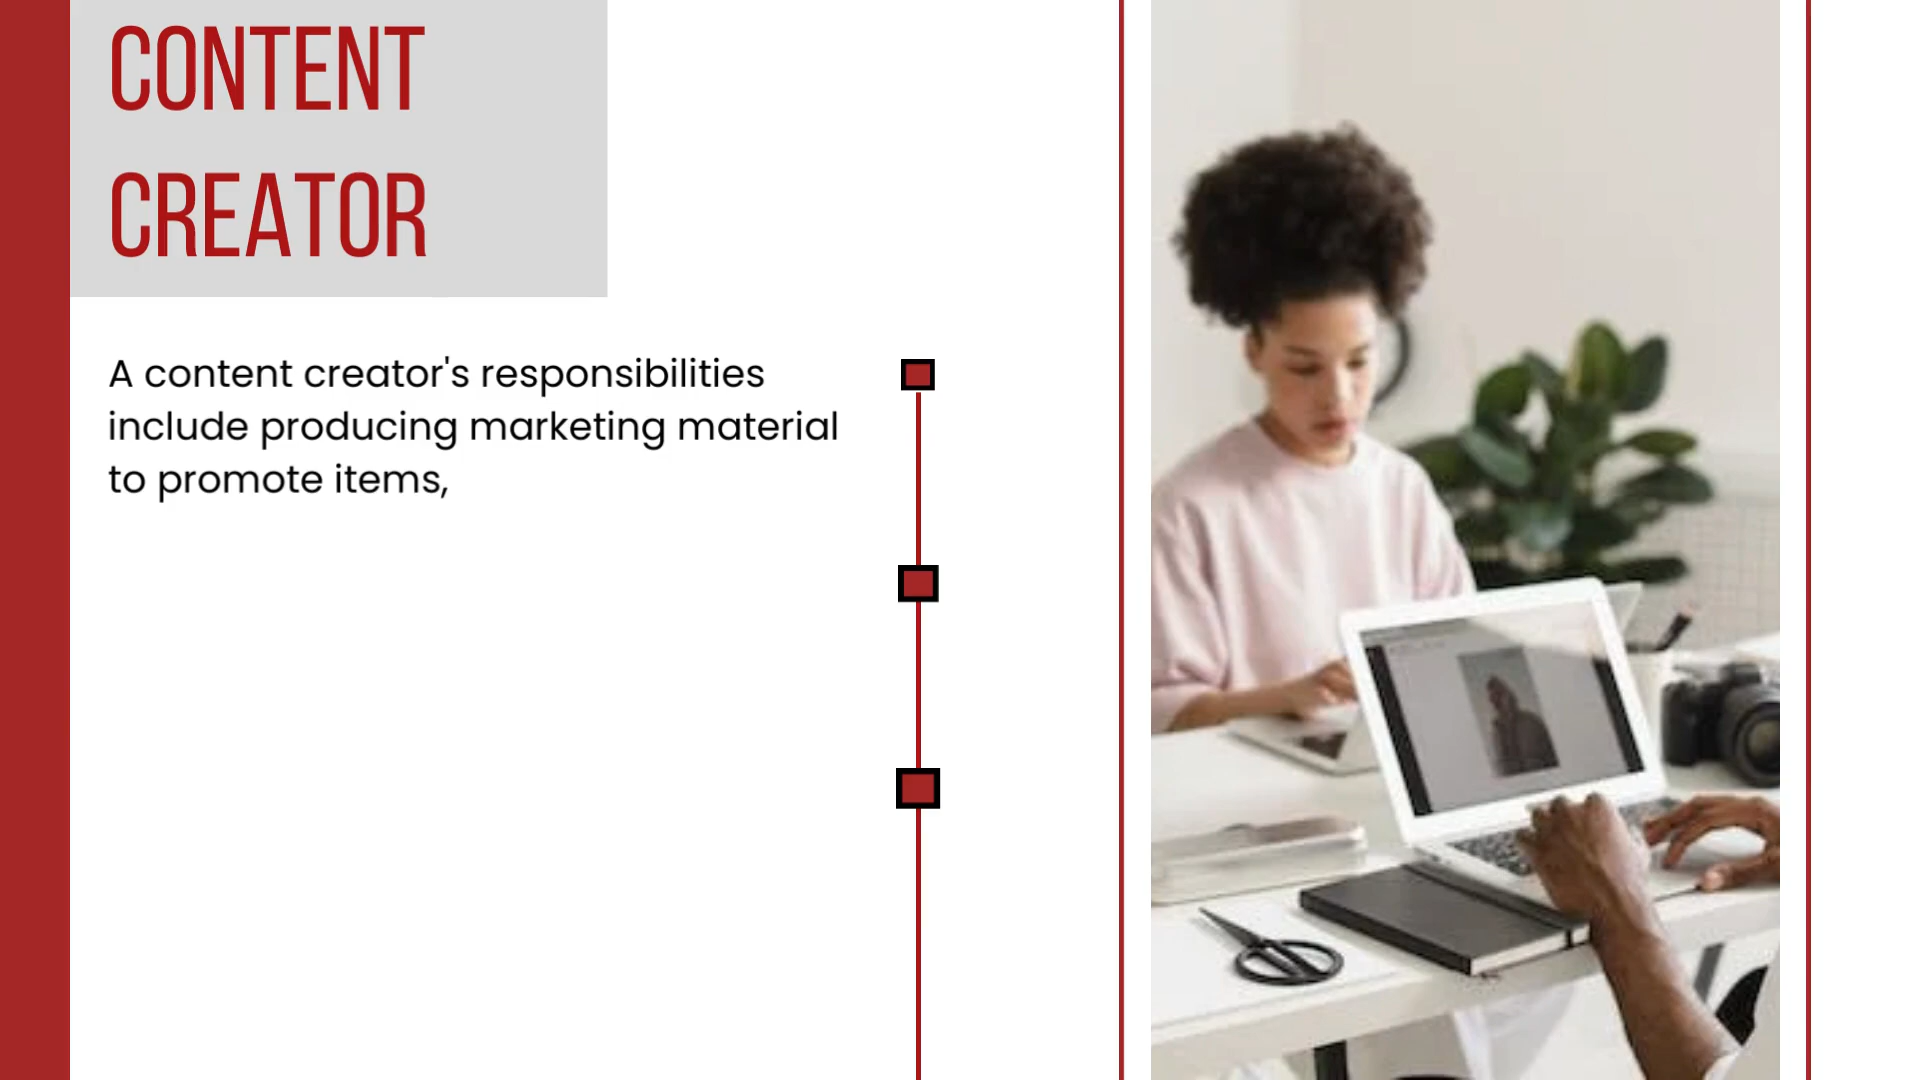 CONTENT
CREATOR
A content creator's responsibilities
include producing marketing material
to promote items,